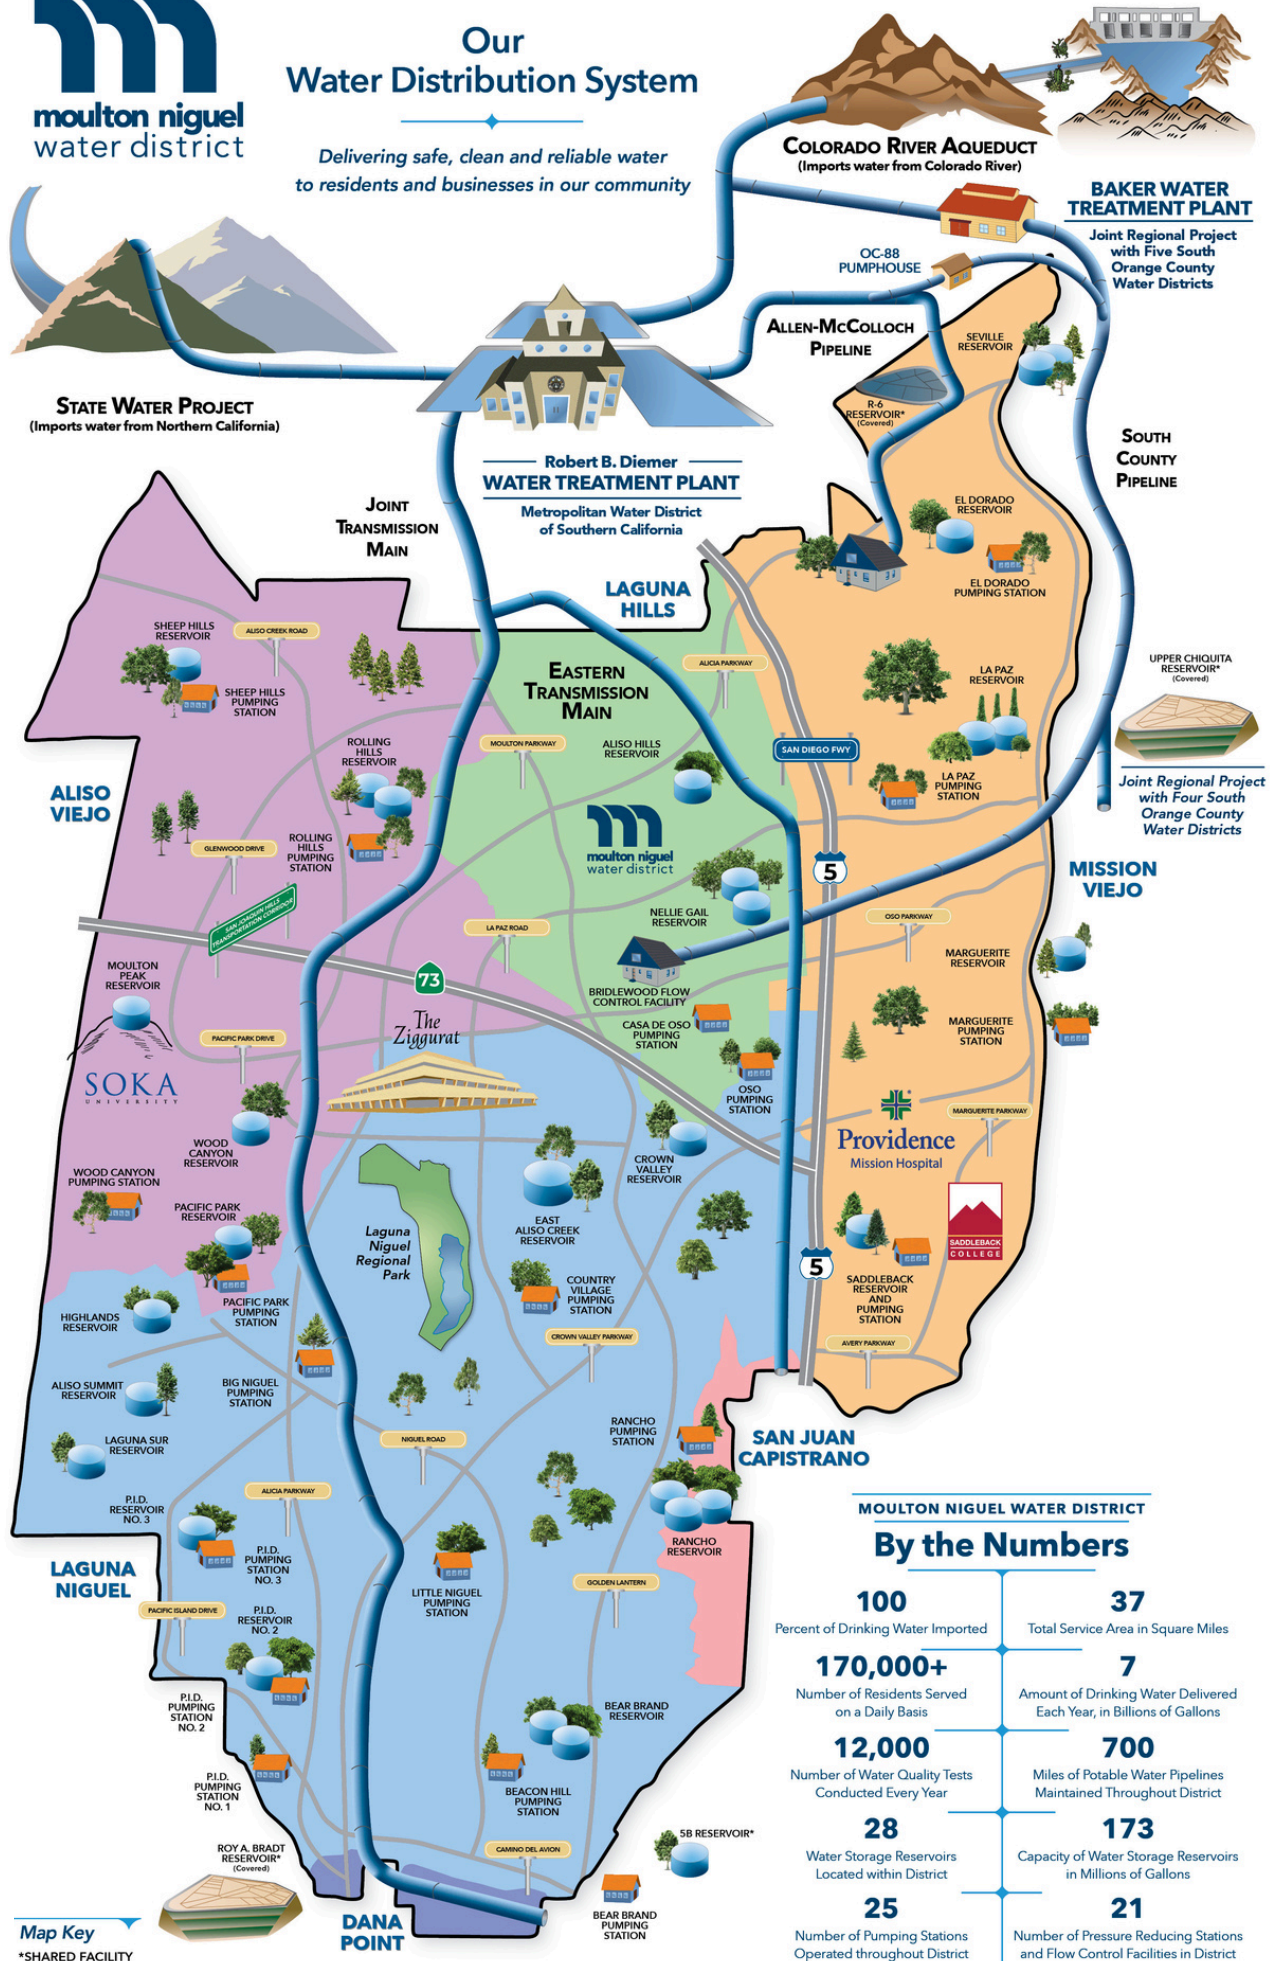 moulton niguel
water district
Our
Water Distribution System
Delivering safe, clean and reliable water
to residents and businesses in our community
COLORADO RIVER AQUEDUCT
(Imports water from Colorado River)
BAKER WATER
TREATMENT PLANT
Joint Regional Project
with Five South
Orange County
Water Districts
OC-88
PUMPHOUSE
ALLEN-MCCOLLOCH
PIPELINE
SEVILLE
RESERVOIR
R-6
RESERVOIR*
(Covered)
STATE WATER PROJECT
(Imports water from Northern California)
Robert B. Diemer
WATER TREATMENT PLANT
Metropolitan Water District
of Southern California
SOUTH
COUNTY
PIPELINE
JOINT
TRANSMISSION
MAIN
EL DORADO
RESERVOIR
EL DORADO
PUMPING STATION
LAGUNA
HILLS
SHEEP HILLS
RESERVOIR
ALISO CREEK ROAD
SHEEP HILLS
PUMPING
STATION
EASTERN
TRANSMISSION
MAIN
ALICIA PARKWAY
LA PAZ
RESERVOIR
UPPER CHIQUITA
RESERVOIR*
(Covered)
Joint Regional Project
with Four South
Orange County
Water Districts
ROLLING
HILLS
RESERVOIR
MOULTON PARKWAY
ALISO HILLS
RESERVOIR
SAN DIEGO FWY
LA PAZ
PUMPING
STATION
ALISO
VIEJO
GLENWOOD DRIVE
ROLLING
HILLS
PUMPING
STATION
moulton niguel
water district
5
MISSION
VIEJO
SAN JOAQUIN HILLS
TRANSPORTATION CORRIDOR
LA PAZ ROAD
NELLIE GAIL
RESERVOIR
OSO PARKWAY
MOULTON
PEAK
RESERVOIR
73
BRIDLEWOOD FLOW
CONTROL FACILITY
MARGUERITE
RESERVOIR
The
Ziggurat
CASA DE OSO
PUMPING
STATION
MARGUERITE
PUMPING
STATION
PACIFIC PARK DRIVE
SOKA
UNIVERSITY
OSO
PUMPING
STATION
MARGUERITE PARKWAY
Providence
Mission Hospital
WOOD
CANYON
RESERVOIR
CROWN
VALLEY
RESERVOIR
WOOD CANYON
PUMPING STATION
PACIFIC PARK
RESERVOIR
Laguna
Niguel
Regional
Park
EAST
ALISO CREEK
RESERVOIR
SADDLEBACK
COLLEGE
5
PACIFIC PARK
PUMPING
STATION
COUNTRY
VILLAGE
PUMPING
STATION
SADDLEBACK
RESERVOIR
AND
PUMPING
STATION
HIGHLANDS
RESERVOIR
CROWN VALLEY PARKWAY
AVERY PARKWAY
ALISO SUMMIT
RESERVOIR
BIG NIGUEL
PUMPING
STATION
LAGUNA SUR
RESERVOIR
NIGUEL ROAD
RANCHO
PUMPING
STATION
SAN JUAN
CAPISTRANO
P.I.D.
RESERVOIR
NO. 3
ALICIA PARKWAY
P.I.D.
PUMPING
STATION
NO. 3
RANCHO
RESERVOIR
LAGUNA
NIGUEL
LITTLE NIGUEL
PUMPING
STATION
GOLDEN LANTERN
PACIFIC ISLAND DRIVE
P.I.D.
RESERVOIR
NO. 2
P.I.D.
PUMPING
STATION
NO. 2
BEAR BRAND
RESERVOIR
P.I.D.
PUMPING
STATION
NO. 1
BEACON HILL
PUMPING
STATION
ROY A. BRADT
RESERVOIR*
(Covered)
CAMINO DEL AVION
5B RESERVOIR*
DANA
POINT
BEAR BRAND
PUMPING
STATION
Map Key
*SHARED FACILITY
MOULTON NIGUEL WATER DISTRICT
By the Numbers
100
Percent of Drinking Water Imported
37
Total Service Area in Square Miles
170,000+
Number of Residents Served
on a Daily Basis
7
Amount of Drinking Water Delivered
Each Year, in Billions of Gallons
12,000
Number of Water Quality Tests
Conducted Every Year
700
Miles of Potable Water Pipelines
Maintained Throughout District
28
Water Storage Reservoirs
Located within District
173
Capacity of Water Storage Reservoirs
in Millions of Gallons
25
Number of Pumping Stations
Operated throughout District
21
Number of Pressure Reducing Stations
and Flow Control Facilities in District